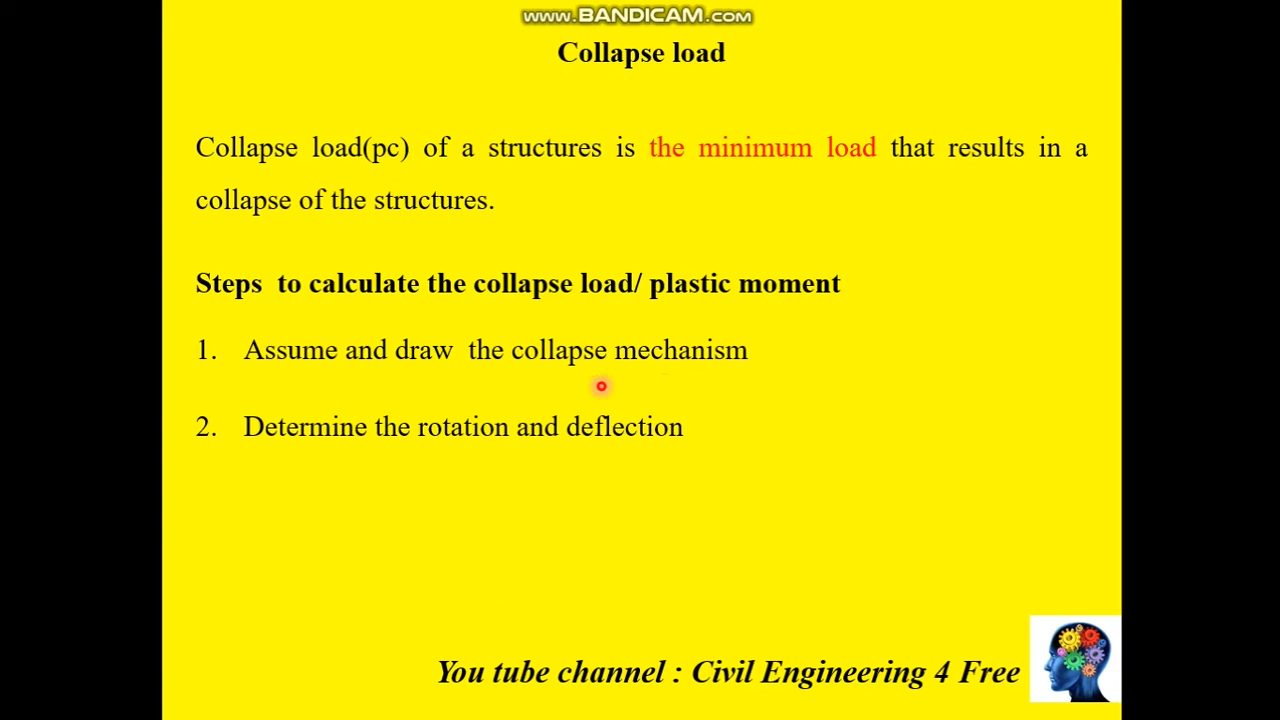 www.BANDICAM.com
Collapse load
Collapse load(pc) of a structures is the minimum load that results in a
collapse of the structures.
Steps to calculate the collapse load/ plastic moment
1. Assume and draw the collapse mechanism
2. Determine the rotation and deflection
You tube channel : Civil Engineering 4 Free